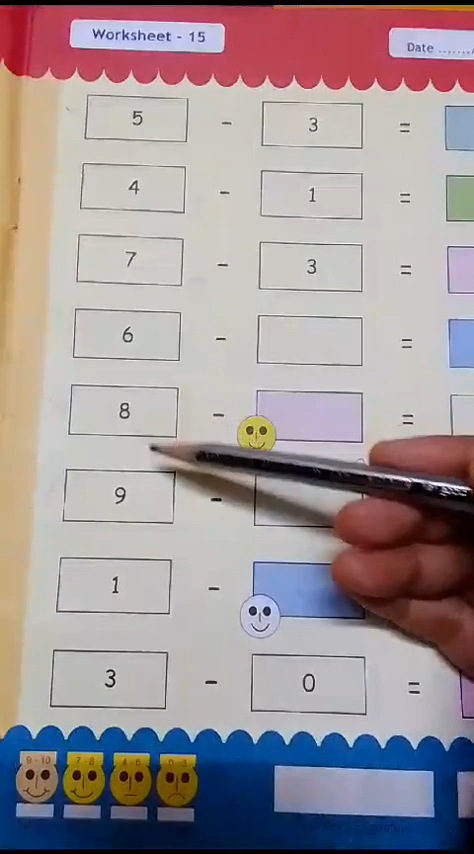 Worksheet - 15
Date .......
5 - 3 =
4 - 1 =
7 - 3 =
6 - =
8 - =
9 -
1 -
3 - 0 =
9 - 10 7 - 8 4 - 6 0 - 3